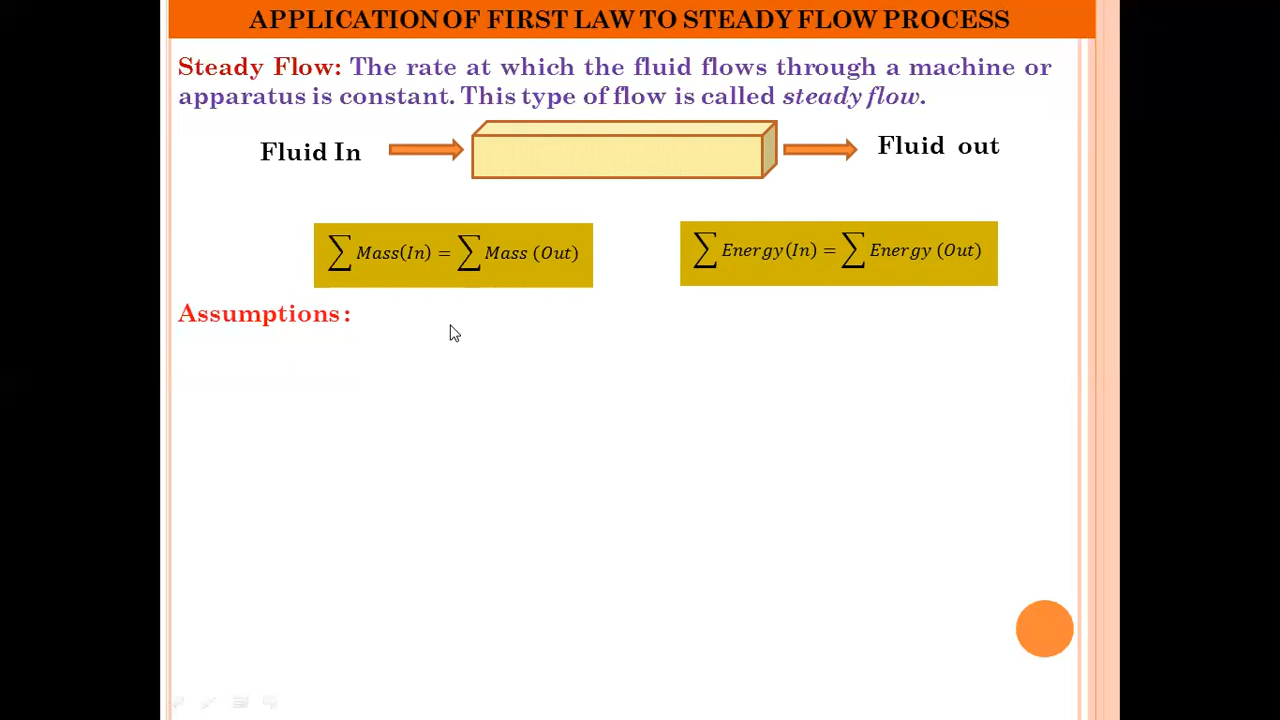 APPLICATION OF FIRST LAW TO STEADY FLOW PROCESS
Steady Flow: The rate at which the fluid flows through a machine or
apparatus is constant. This type of flow is called steady flow.
Fluid In
Fluid out
∑ Mass(In) = ∑ Mass (Out)
∑ Energy(In) = ∑ Energy (Out)
Assumptions :